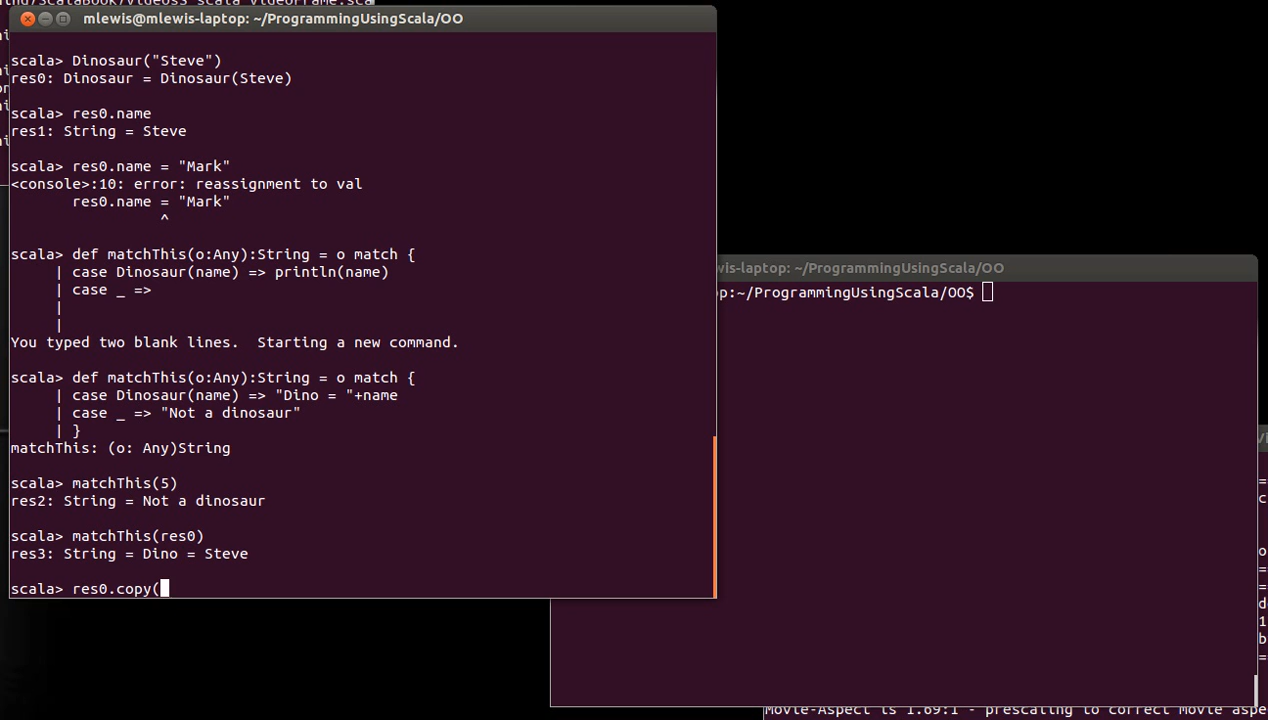 mlewis@mlewis-laptop: ~/ProgrammingUsingScala/OO
scala> Dinosaur("Steve")
res0: Dinosaur = Dinosaur(Steve)
scala> res0.name
res1: String = Steve
scala> res0.name = "Mark"
<console>:10: error: reassignment to val
       res0.name = "Mark"
                 ^
scala> def matchThis(o:Any):String = o match {
     | case Dinosaur(name) => println(name)
     | case _ =>
     |
     |
You typed two blank lines.  Starting a new command.
scala> def matchThis(o:Any):String = o match {
     | case Dinosaur(name) => "Dino = "+name
     | case _ => "Not a dinosaur"
     | }
matchThis: (o: Any)String
scala> matchThis(5)
res2: String = Not a dinosaur
scala> matchThis(res0)
res3: String = Dino = Steve
scala> res0.copy(
wis-laptop: ~/ProgrammingUsingScala/OO
op:~/ProgrammingUsingScala/OO$
Movie-Aspect is 1.69:1 - prescaling to correct movie aspe